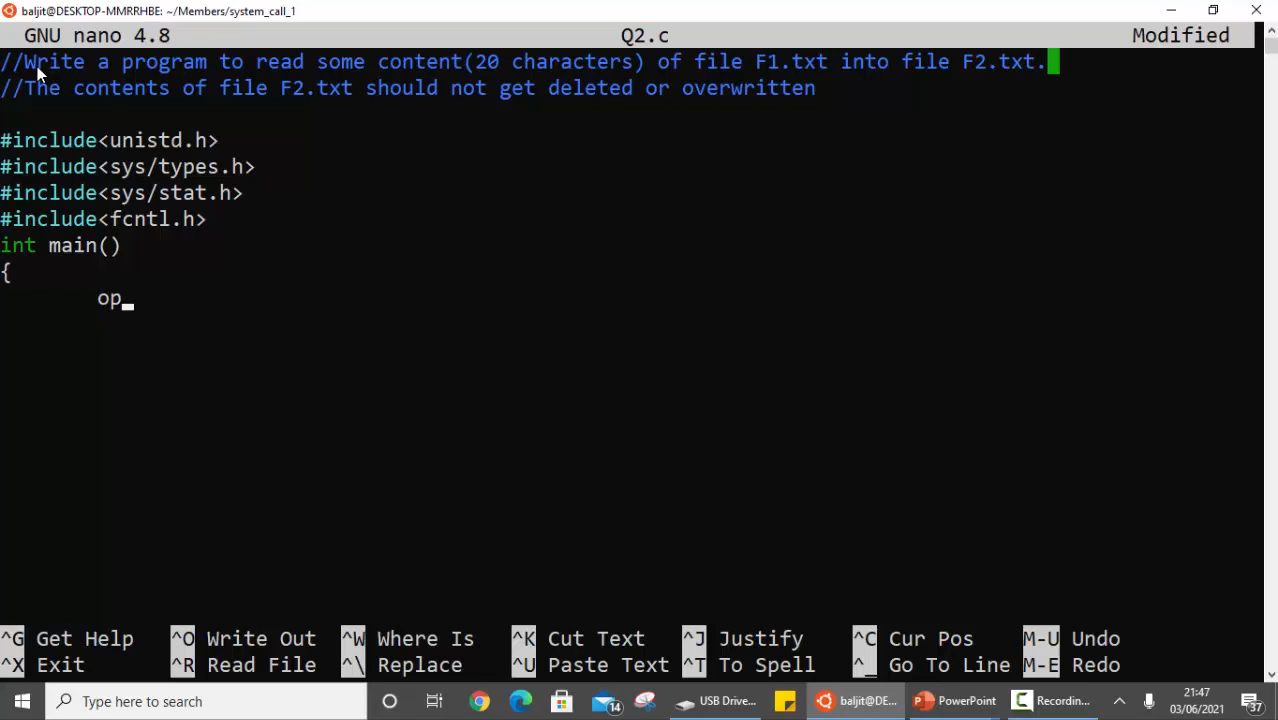 baljit@DESKTOP-MMRRHBE: ~/Members/system_call_1
GNU nano 4.8 Q2.c Modified
//Write a program to read some content(20 characters) of file F1.txt into file F2.txt.
//The contents of file F2.txt should not get deleted or overwritten
#include<unistd.h>
#include<sys/types.h>
#include<sys/stat.h>
#include<fcntl.h>
int main()
{
op
^G Get Help ^O Write Out ^W Where Is ^K Cut Text ^J Justify ^C Cur Pos M-U Undo
^X Exit ^R Read File ^\ Replace ^U Paste Text ^T To Spell ^_ Go To Line M-E Redo
Type here to search 14 USB Drive... baljit@DE... PowerPoint Recordin... 21:47 37
03/06/2021